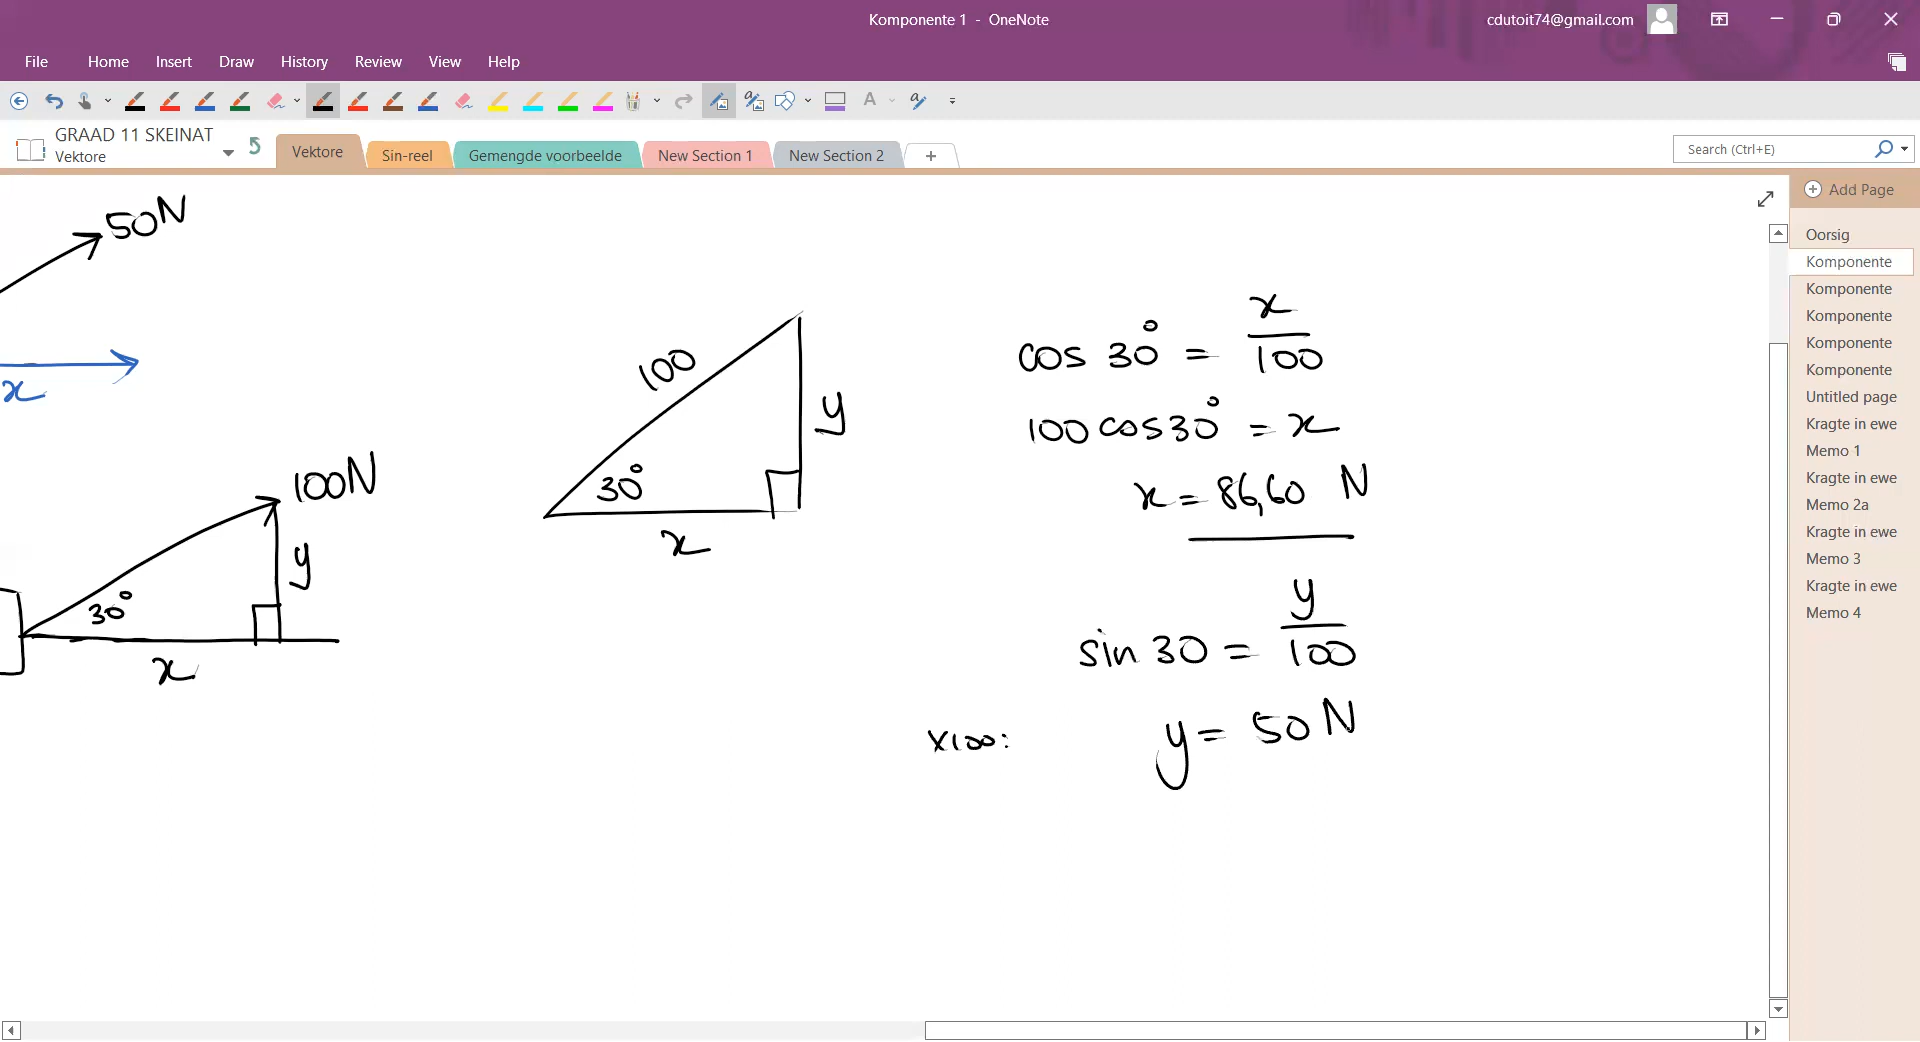 Komponente 1 - OneNote
cdutoit74@gmail.com
File Home Insert Draw History Review View Help
GRAAD 11 SKEINAT
Vektore
Vektore Sin-reel Gemengde voorbeelde New Section 1 New Section 2 +
Search (Ctrl+E)
Add Page
Oorsig
Komponente
Komponente
Komponente
Komponente
Komponente
Untitled page
Kragte in ewe
Memo 1
Kragte in ewe
Memo 2a
Kragte in ewe
Memo 3
Kragte in ewe
Memo 4
50N
x
100N
y
30°
x
100
y
30°
x
cos 30° = x/100
100 cos30° = x
x = 86,60 N
sin 30 = y/100
x100: y = 50 N